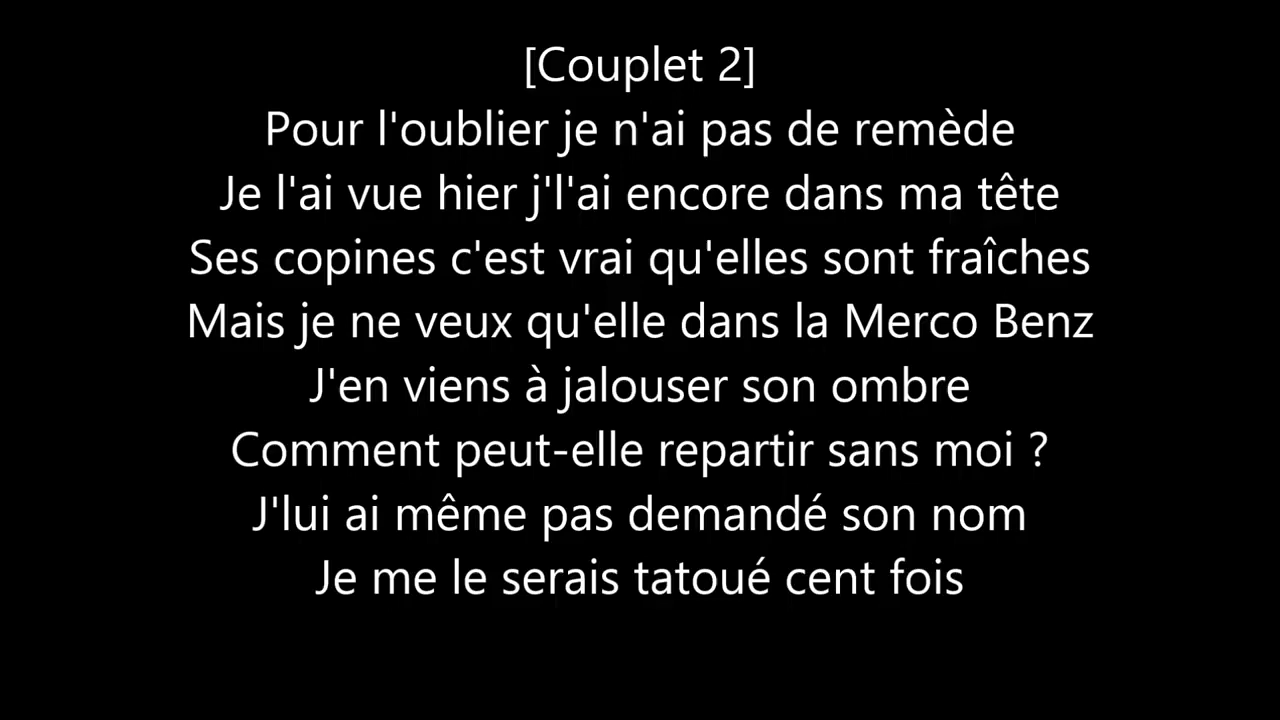 [Couplet 2]
Pour l'oublier je n'ai pas de remède
Je l'ai vue hier j'l'ai encore dans ma tête
Ses copines c'est vrai qu'elles sont fraîches
Mais je ne veux qu'elle dans la Merco Benz
J'en viens à jalouser son ombre
Comment peut-elle repartir sans moi ?
J'lui ai même pas demandé son nom
Je me le serais tatoué cent fois